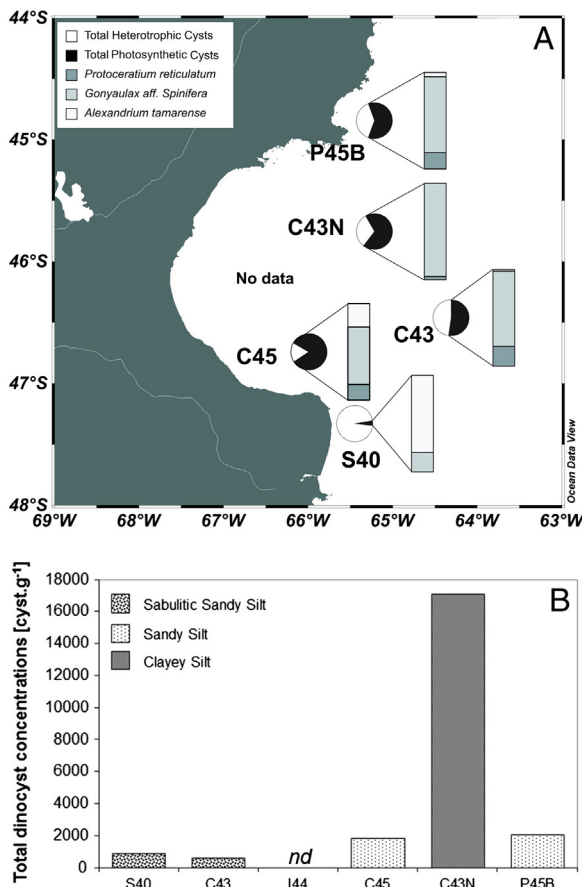 44°S
A
Total Heterotrophic Cysts
Total Photosynthetic Cysts
Protoceratium reticulatum
Gonyaulax aff. Spinifera
Alexandrium tamarense
45°S
P45B
C43N
46°S
No data
C43
C45
47°S
S40
Ocean Data View
48°S
69°W 68°W 67°W 66°W 65°W 64°W 63°W
B
Total dinocyst concentrations [cyst.g-1]
18000
16000
14000
12000
10000
8000
6000
4000
2000
0
Sabulitic Sandy Silt
Sandy Silt
Clayey Silt
nd
S40 C43 J44 C45 C43N P45B